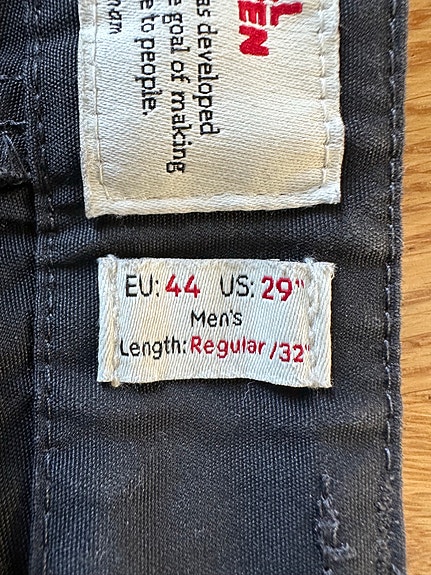 EN
as developed
goal of making
e to people.
EU: 44 US: 29"
Men's
Length: Regular/32"